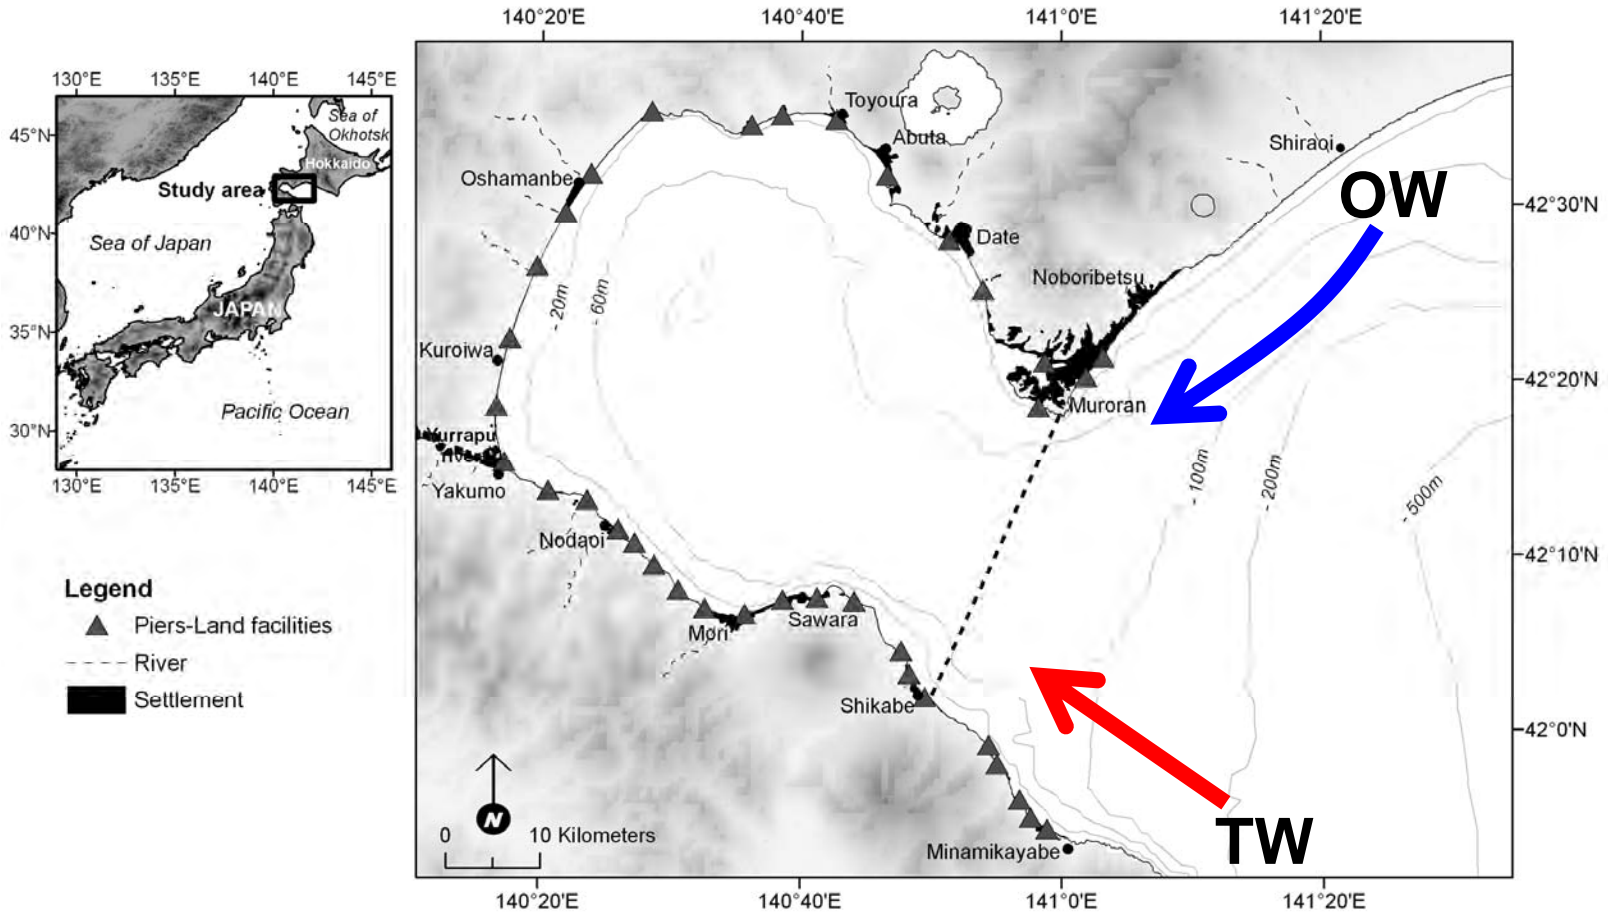 140°20'E
140°40'E
141°0'E
141°20'E
130°E
135°E
140°E
145°E
Sea of
Okhotsk
45°N
Hokkaido
Study area
40°N
Sea of Japan
JAPAN
35°N
Pacific Ocean
30°N
130°E
135°E
140°E
145°E
Toyoura
Abuta
Shiraoi
Oshamanbe
OW
42°30'N
Date
Noboribetsu
-20m
-60m
Kuroiwa
42°20'N
Muroran
Yurrapu
river
Yakumo
-100m
-200m
-500m
Nodaoi
42°10'N
Legend
Piers-Land facilities
River
Settlement
Mori
Sawara
Shikabe
42°0'N
N
0
10 Kilometers
TW
Minamikayabe
140°20'E
140°40'E
141°0'E
141°20'E